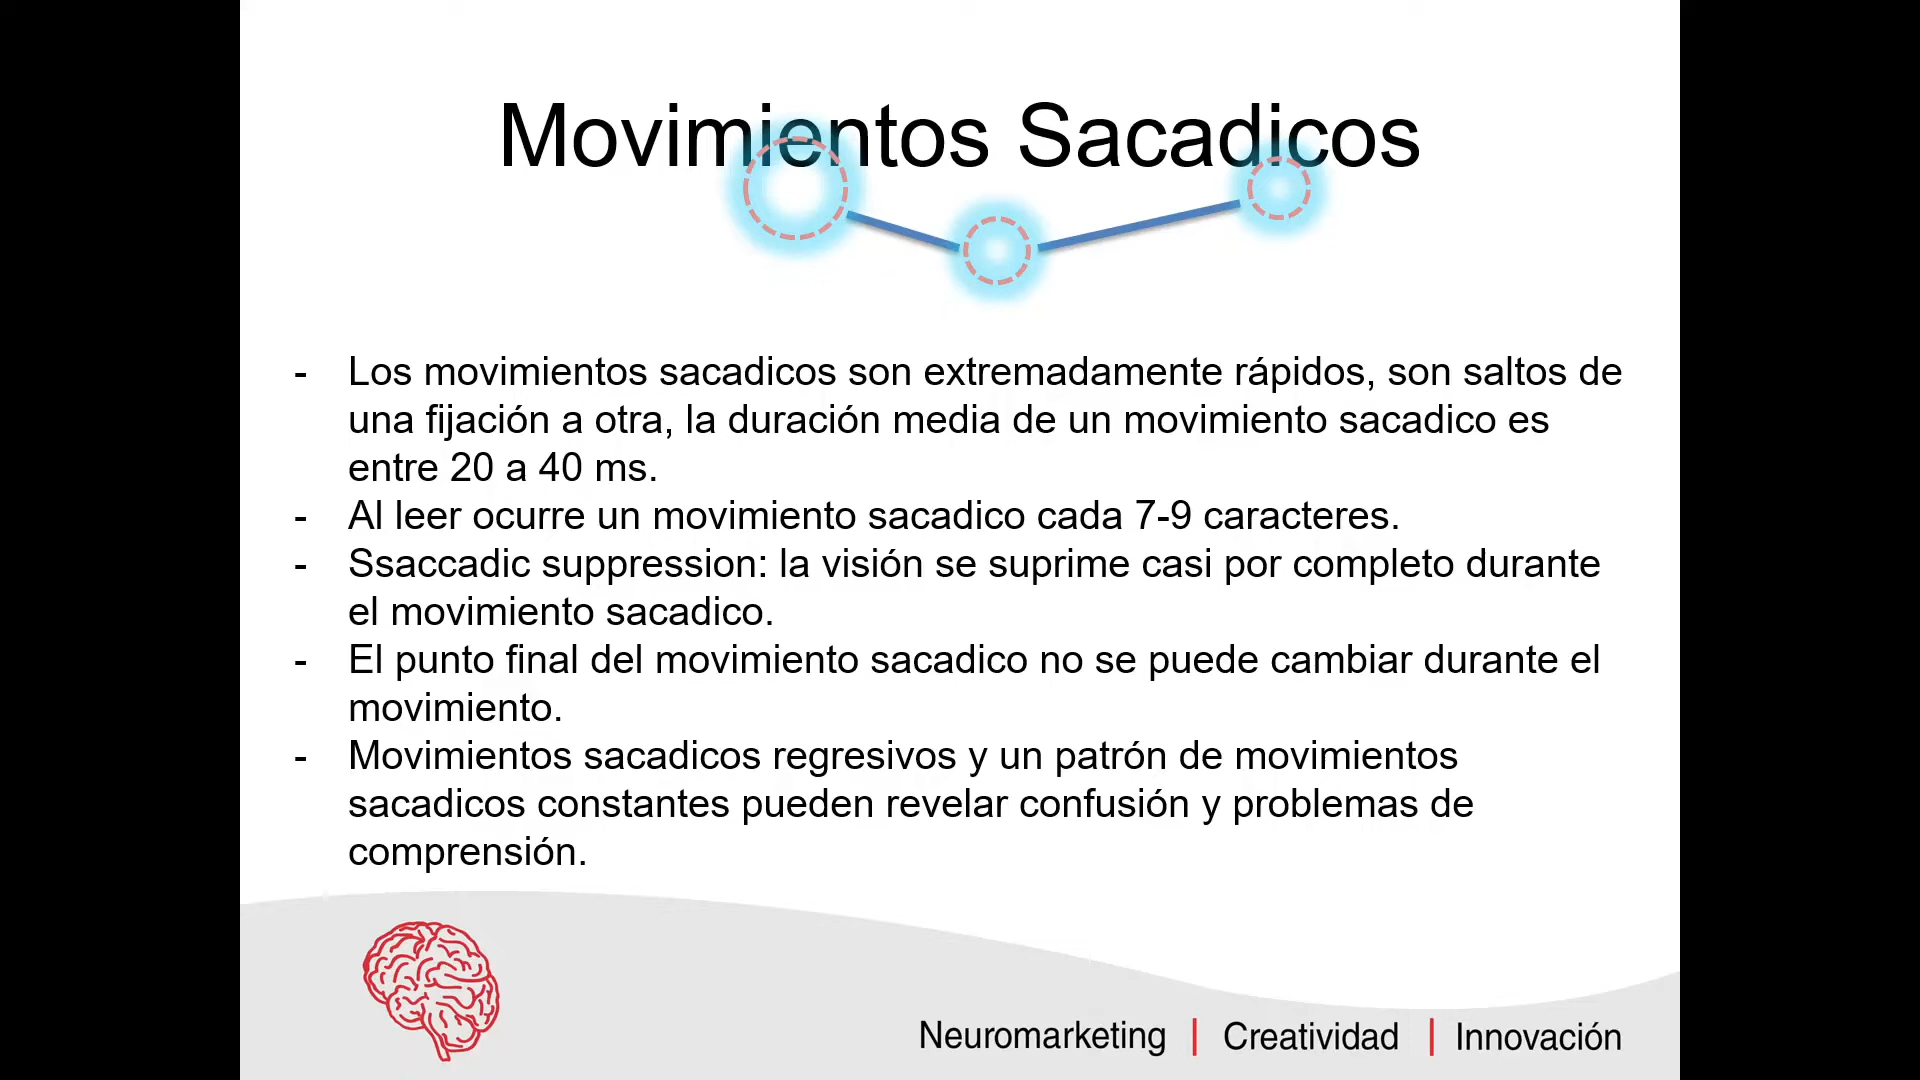 Movimientos Sacadicos
- Los movimientos sacadicos son extremadamente rápidos, son saltos de
una fijación a otra, la duración media de un movimiento sacadico es
entre 20 a 40 ms.
- Al leer ocurre un movimiento sacadico cada 7-9 caracteres.
- Ssaccadic suppression: la visión se suprime casi por completo durante
el movimiento sacadico.
- El punto final del movimiento sacadico no se puede cambiar durante el
movimiento.
- Movimientos sacadicos regresivos y un patrón de movimientos
sacadicos constantes pueden revelar confusión y problemas de
comprensión.
Neuromarketing | Creatividad | Innovación